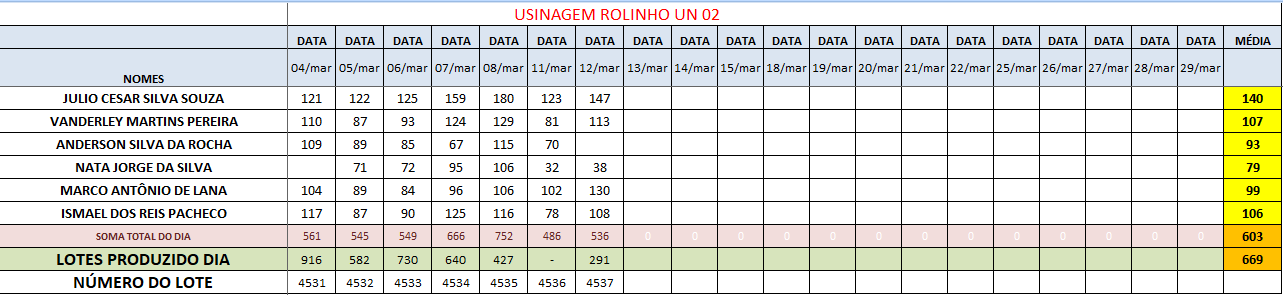 USINAGEM ROLINHO UN 02
DATA DATA DATA DATA DATA DATA DATA DATA DATA DATA DATA DATA DATA DATA DATA DATA DATA DATA DATA DATA MÉDIA
NOMES 04/mar 05/mar 06/mar 07/mar 08/mar 11/mar 12/mar 13/mar 14/mar 15/mar 18/mar 19/mar 20/mar 21/mar 22/mar 25/mar 26/mar 27/mar 28/mar 29/mar
JULIO CESAR SILVA SOUZA 121 122 125 159 180 123 147 140
VANDERLEY MARTINS PEREIRA 110 87 93 124 129 81 113 107
ANDERSON SILVA DA ROCHA 109 89 85 67 115 70 93
NATA JORGE DA SILVA 71 72 95 106 32 38 79
MARCO ANTÔNIO DE LANA 104 89 84 96 106 102 130 99
ISMAEL DOS REIS PACHECO 117 87 90 125 116 78 108 106
SOMA TOTAL DO DIA 561 545 549 666 752 486 536 0 0 0 0 0 0 0 0 0 0 0 0 0 603
LOTES PRODUZIDO DIA 916 582 730 640 427 - 291 669
NÚMERO DO LOTE 4531 4532 4533 4534 4535 4536 4537